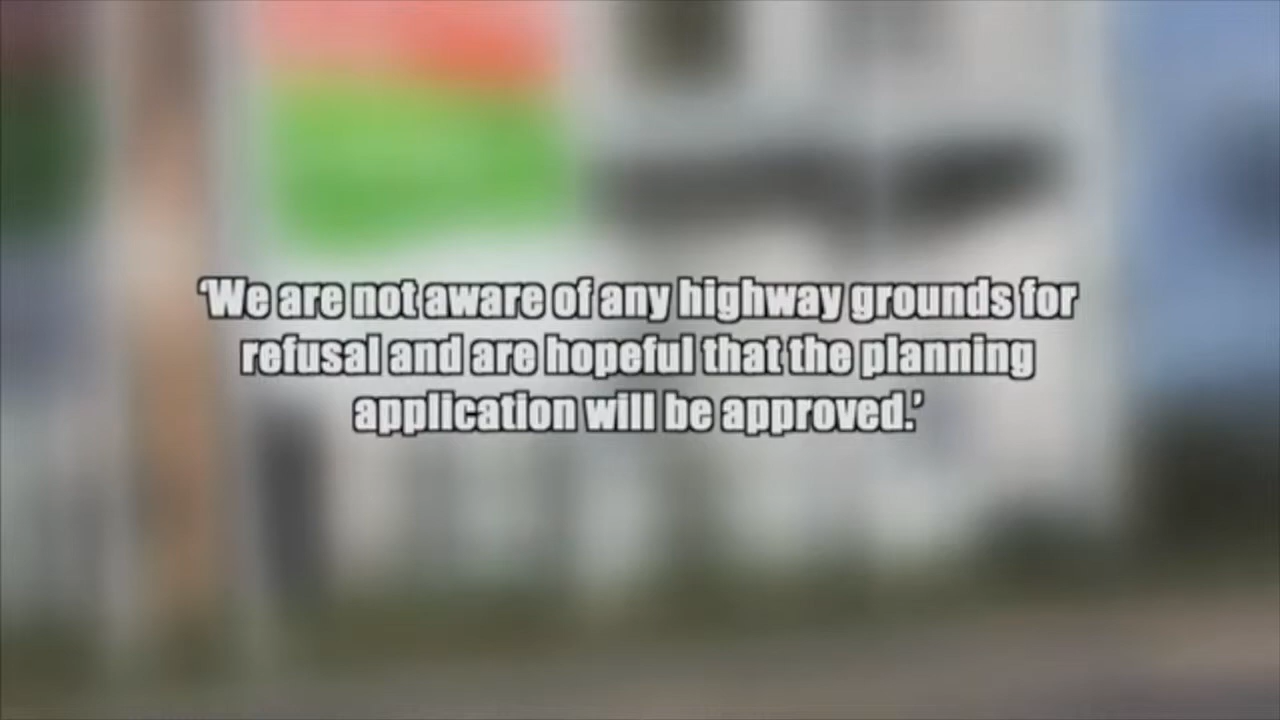 ‘We are not aware of any highway grounds for
refusal and are hopeful that the planning
application will be approved.’